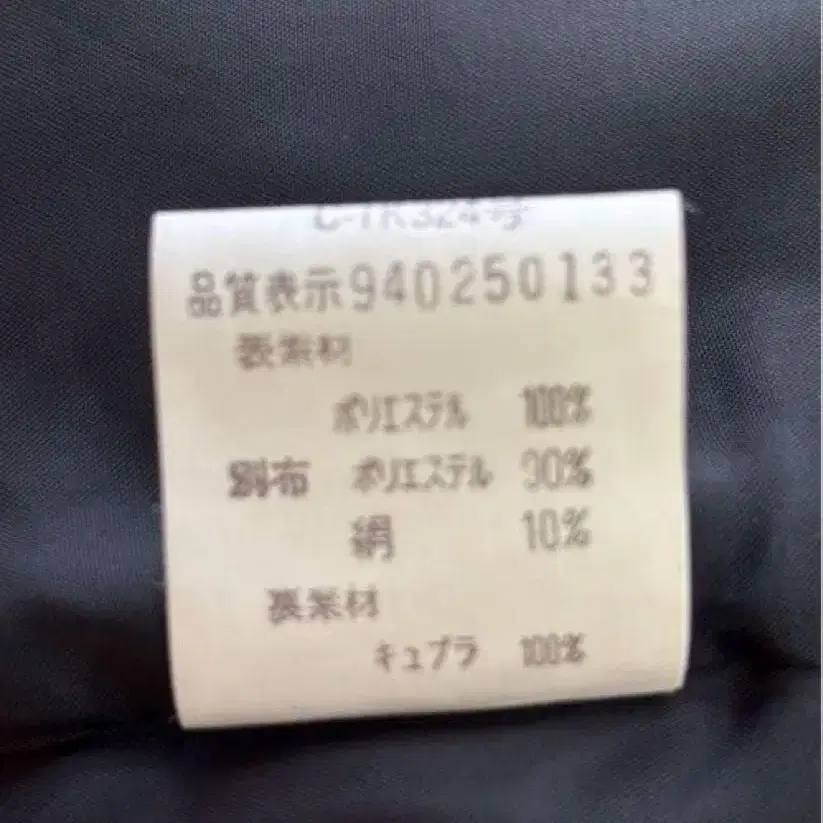 品質表示940250133
表素材
ポリエステル 100%
別布 ポリエステル 90%
絹 10%
裏素材
キュプラ 100%